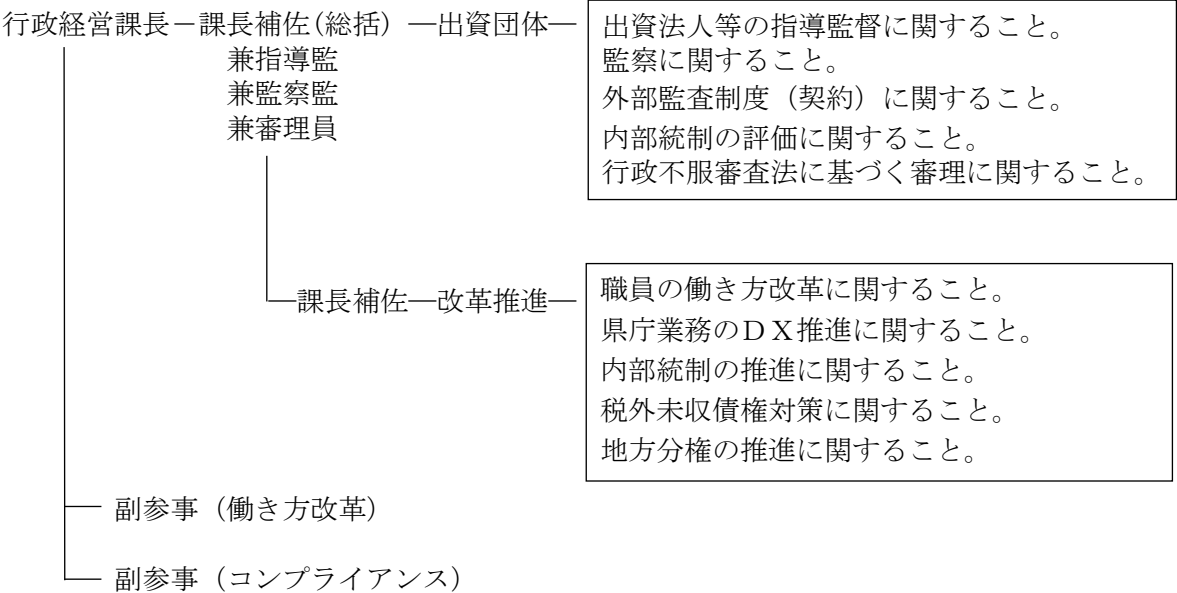 行政経営課長－課長補佐(総括) ―出資団体―
兼指導監
兼監察監
兼審理員
出資法人等の指導監督に関すること。
監察に関すること。
外部監査制度（契約）に関すること。
内部統制の評価に関すること。
行政不服審査法に基づく審理に関すること。
―課長補佐―改革推進―
職員の働き方改革に関すること。
県庁業務のＤＸ推進に関すること。
内部統制の推進に関すること。
税外未収債権対策に関すること。
地方分権の推進に関すること。
副参事（働き方改革）
副参事（コンプライアンス）